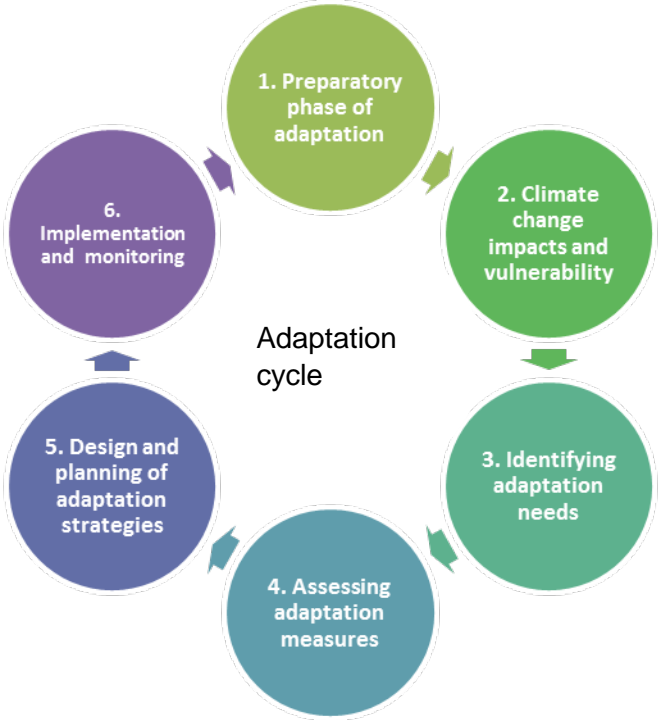 1. Preparatory
phase of
adaptation
2. Climate
change
impacts and
vulnerability
3. Identifying
adaptation
needs
4. Assessing
adaptation
measures
5. Design and
planning of
adaptation
strategies
6.
Implementation
and monitoring
Adaptation
cycle